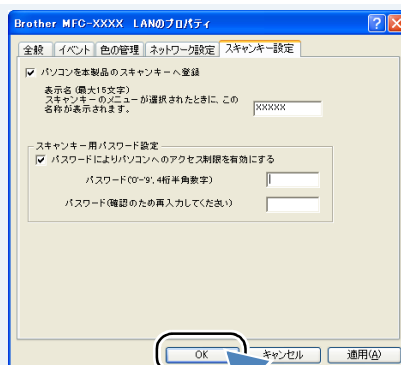 Brother MFC-XXXX LANのプロパティ
全般 イベント 色の管理 ネットワーク設定 スキャンキー設定
パソコンを本製品のスキャンキーへ登録
表示名(最大15文字)
スキャンキーのメニューが選択されたときに、この
名称が表示されます。
XXXXX
スキャンキー用パスワード設定
パスワードによりパソコンへのアクセス制限を有効にする
パスワード('0'-'9', 4桁半角数字)
パスワード(確認のため再入力してください)
OK キャンセル 適用(A)